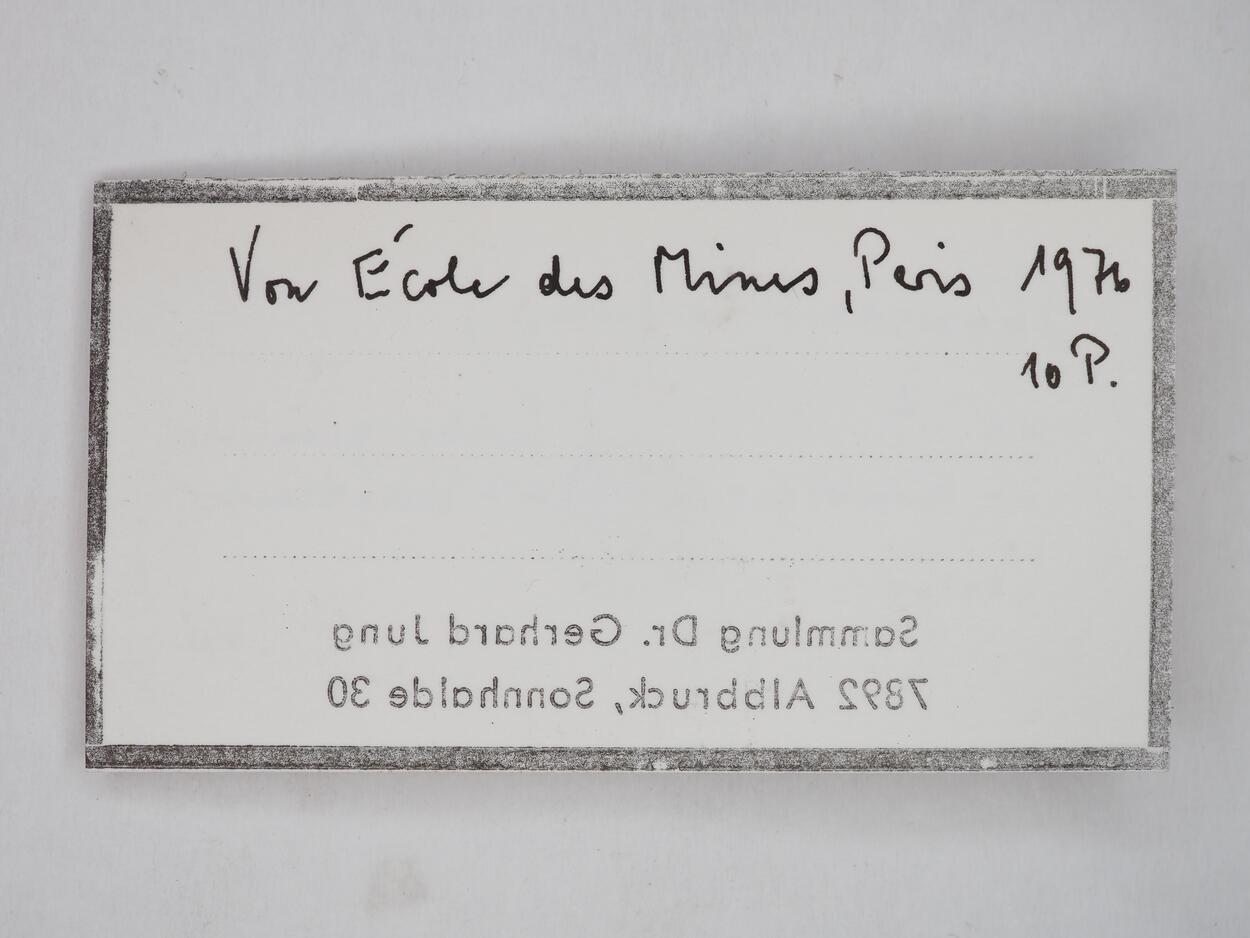 Von École des Mines, Paris 1976
10 P.
Sammlung Dr. Gerhard Jung
7892 Albbruck, Sonnhalde 30